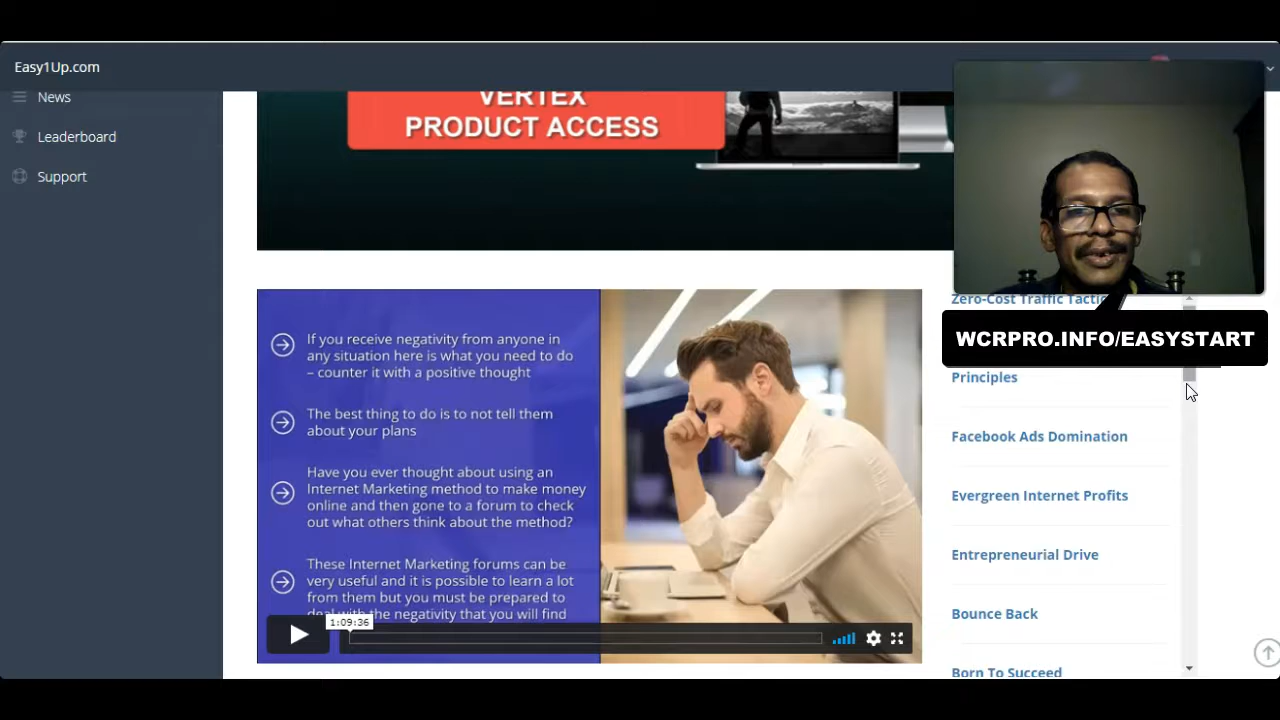 Easy1Up.com
News
Leaderboard
Support
VERTEX
PRODUCT ACCESS
If you receive negativity from anyone in
any situation here is what you need to do
– counter it with a positive thought
The best thing to do is to not tell them
about your plans
Have you ever thought about using an
Internet Marketing method to make money
online and then gone to a forum to check
out what others think about the method?
These Internet Marketing forums can be
very useful and it is possible to learn a lot
from them but you must be prepared to
deal with the negativity that you will find
1:09:36
Zero-Cost Traffic
WCRPRO.INFO/EASYSTART
Principles
Facebook Ads Domination
Evergreen Internet Profits
Entrepreneurial Drive
Bounce Back
Born To Succeed